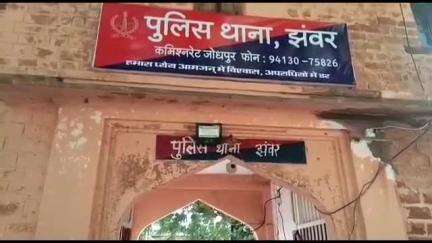 पुलिस थाना, झंवर
कमिश्नरेट जोधपुर फोन : 94130-75826
हमारा ध्येय आमजन में विश्वास, अपराधियों में डर
पुलिस थाना झंवर